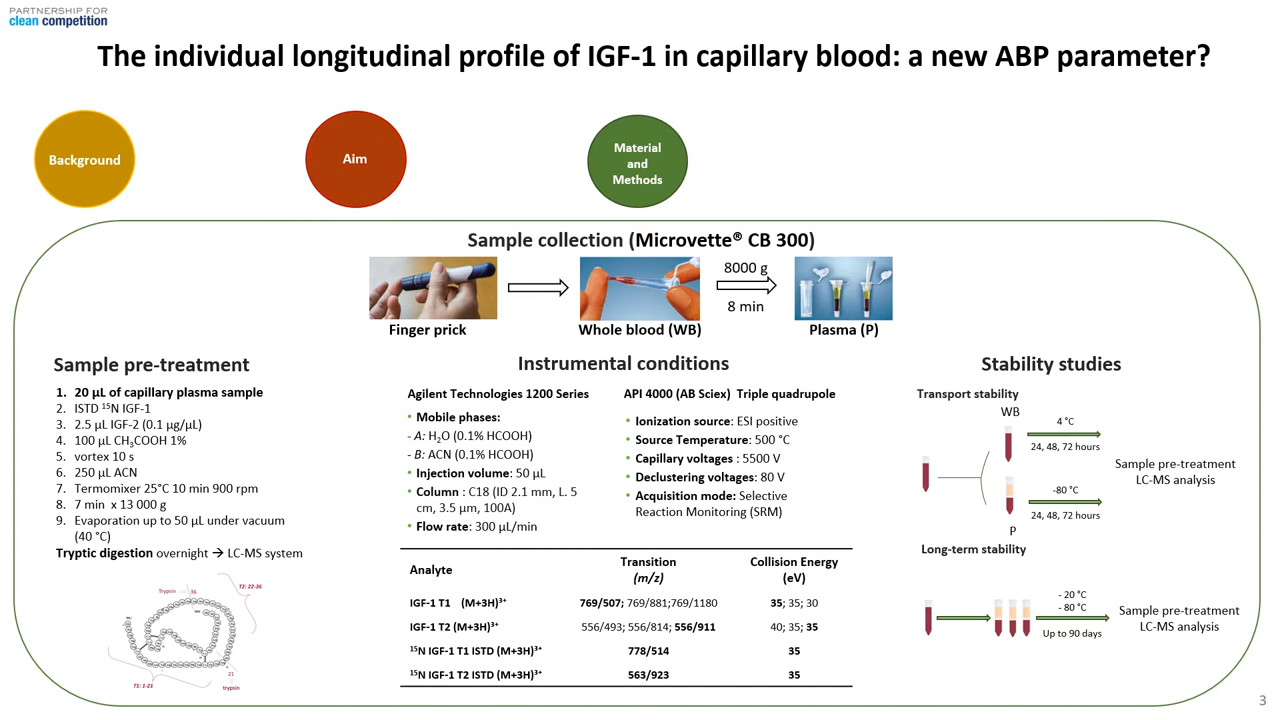 PARTNERSHIP FOR
clean competition
The individual longitudinal profile of IGF-1 in capillary blood: a new ABP parameter?
Background
Aim
Material
and
Methods
Sample collection (Microvette® CB 300)
8000 g
8 min
Finger prick
Whole blood (WB)
Plasma (P)
Sample pre-treatment
1. 20 µL of capillary plasma sample
2. ISTD ¹⁵N IGF-1
3. 2.5 µL IGF-2 (0.1 µg/µL)
4. 100 µL CH₃COOH 1%
5. vortex 10 s
6. 250 µL ACN
7. Termomixer 25°C 10 min 900 rpm
8. 7 min x 13 000 g
9. Evaporation up to 50 µL under vacuum
(40 °C)
Tryptic digestion overnight → LC-MS system
Trypsin
36
T2: 22-36
T1: 1-21
21
trypsin
Instrumental conditions
Agilent Technologies 1200 Series
• Mobile phases:
- A: H₂O (0.1% HCOOH)
- B: ACN (0.1% HCOOH)
• Injection volume: 50 µL
• Column : C18 (ID 2.1 mm, L. 5
cm, 3.5 µm, 100A)
• Flow rate: 300 µL/min
API 4000 (AB Sciex) Triple quadrupole
• Ionization source: ESI positive
• Source Temperature: 500 °C
• Capillary voltages : 5500 V
• Declustering voltages: 80 V
• Acquisition mode: Selective
Reaction Monitoring (SRM)
Analyte Transition Collision Energy
(m/z) (eV)
IGF-1 T1 (M+3H)³⁺ 769/507; 769/881;769/1180 35; 35; 30
IGF-1 T2 (M+3H)³⁺ 556/493; 556/814; 556/911 40; 35; 35
¹⁵N IGF-1 T1 ISTD (M+3H)³⁺ 778/514 35
¹⁵N IGF-1 T2 ISTD (M+3H)³⁺ 563/923 35
Stability studies
Transport stability
WB
4 °C
24, 48, 72 hours
Sample pre-treatment
LC-MS analysis
-80 °C
24, 48, 72 hours
P
Long-term stability
- 20 °C
- 80 °C
Up to 90 days
Sample pre-treatment
LC-MS analysis
3